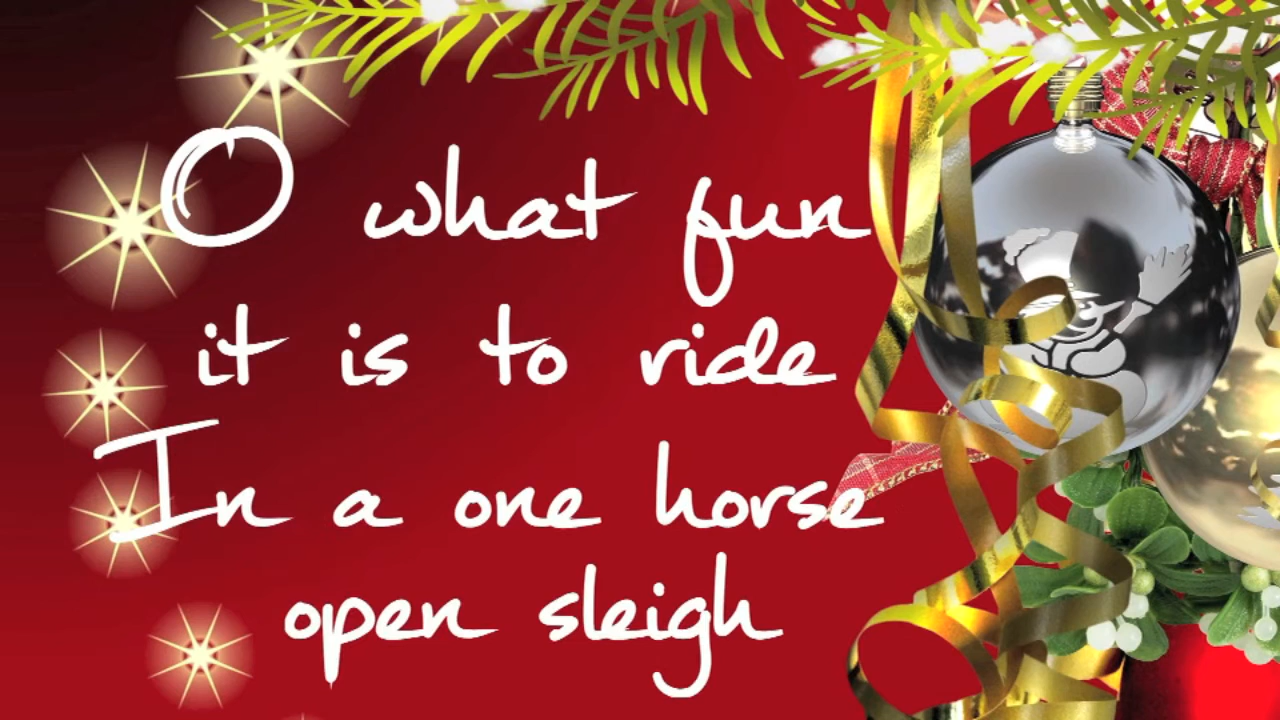 O what fun
it is to ride
In a one horse
open sleigh